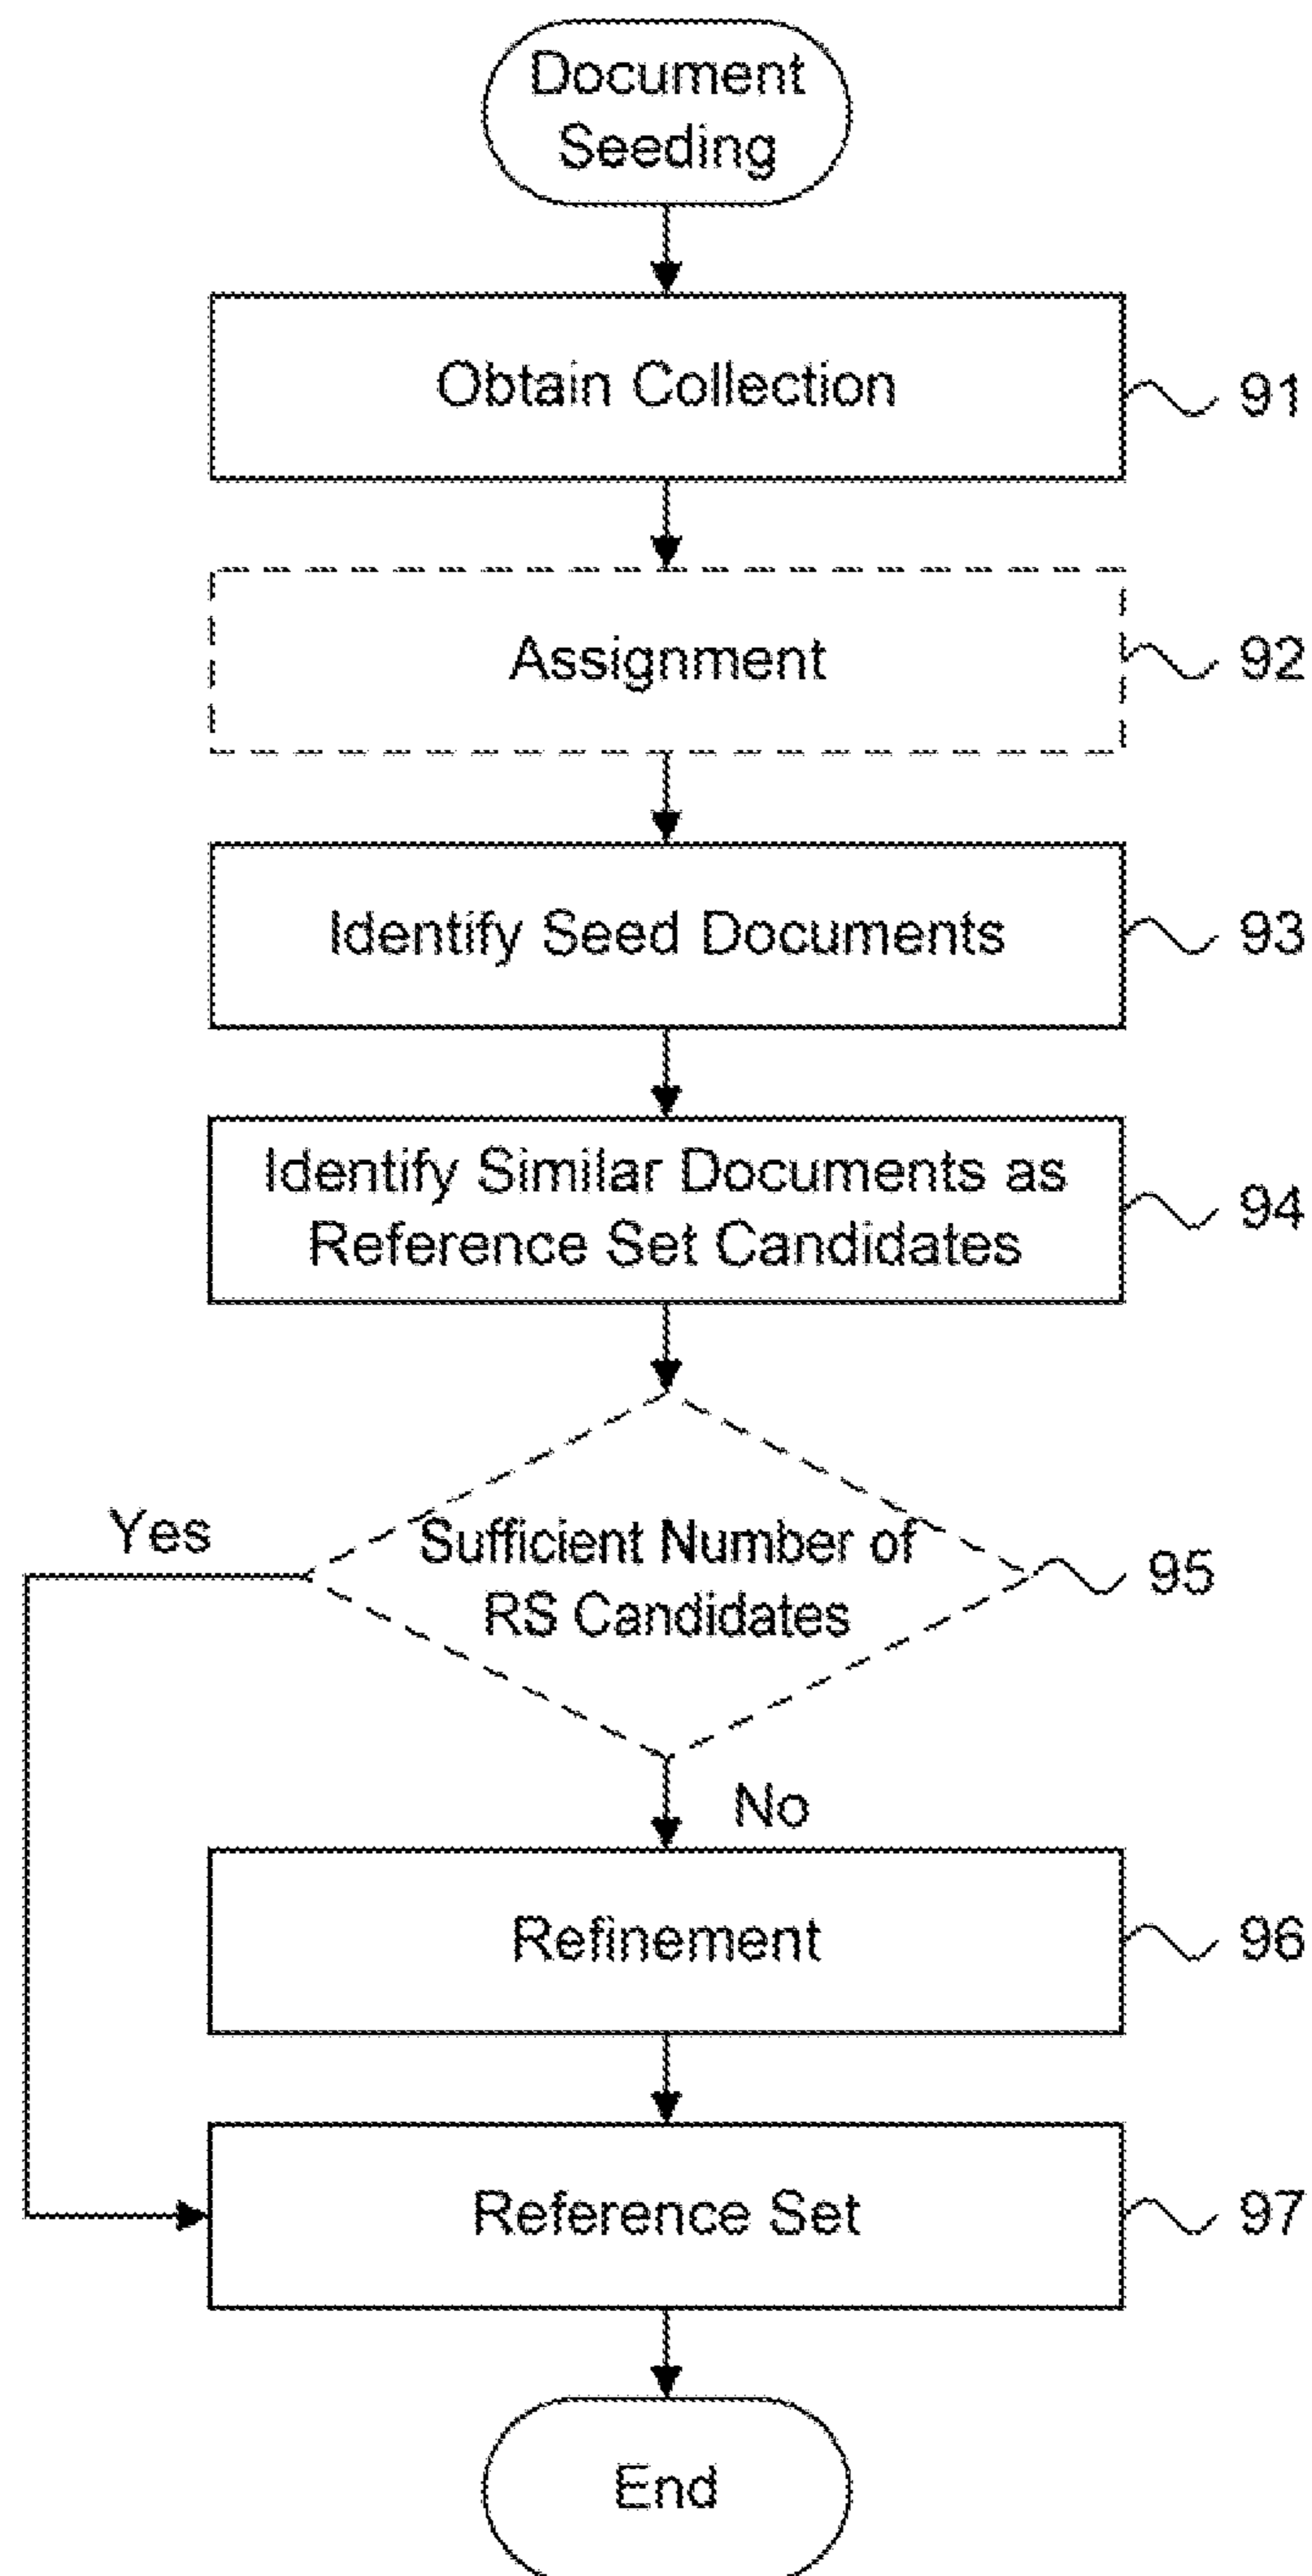 Document
Seeding
Obtain Collection
91
Assignment
92
Identify Seed Documents
93
Identify Similar Documents as
Reference Set Candidates
94
Yes
Sufficient Number of
RS Candidates
95
No
Refinement
96
Reference Set
97
End